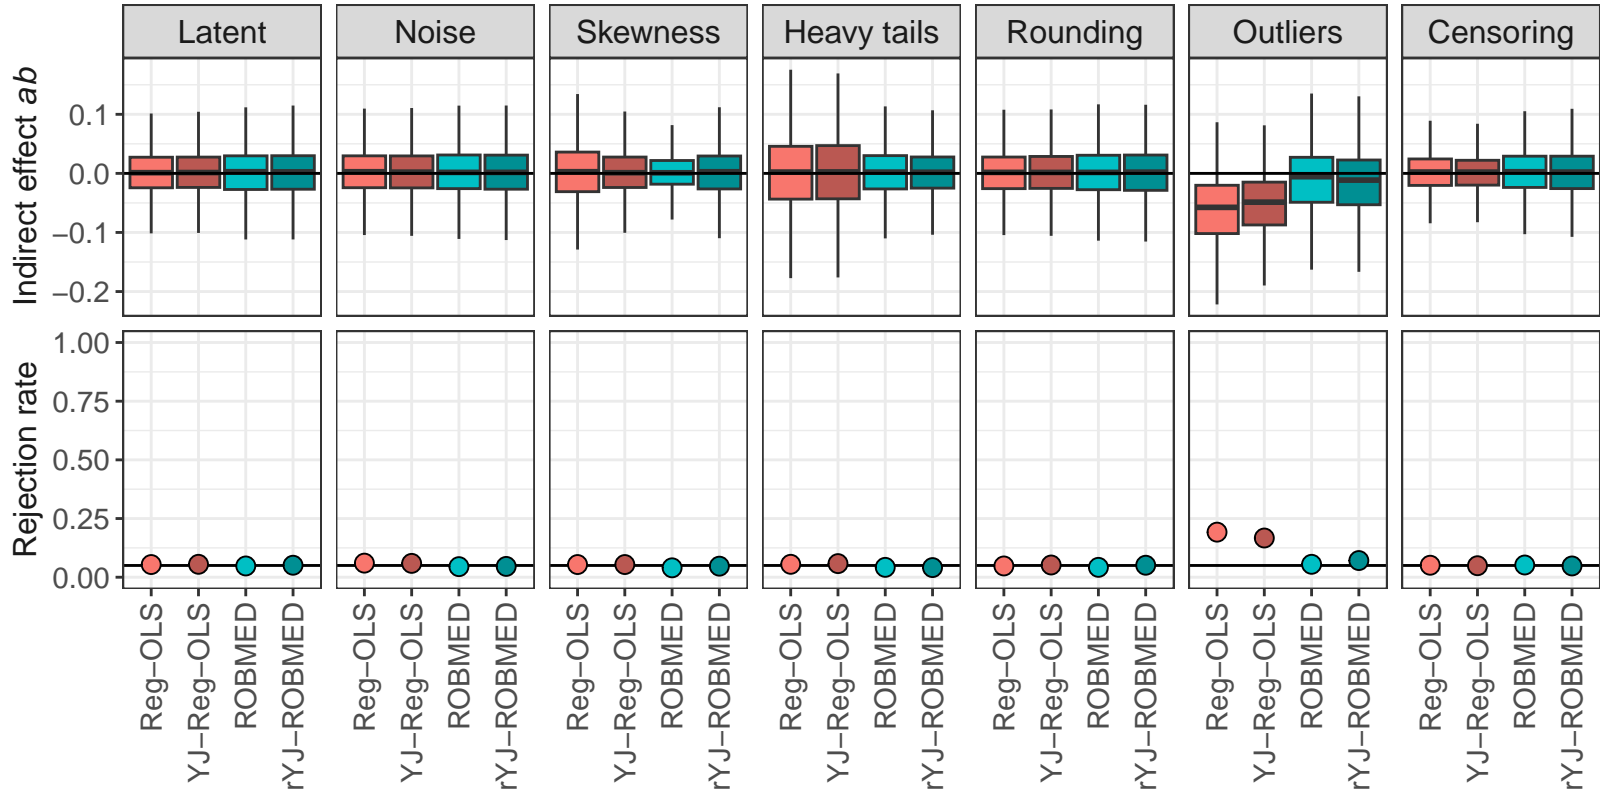 Latent Noise Skewness Heavy tails Rounding Outliers Censoring
Indirect effect ab
0.1
0.0
−0.1
−0.2
Rejection rate
1.00
0.75
0.50
0.25
0.00
Reg−OLS YJ−Reg−OLS ROBMED rYJ−ROBMED Reg−OLS YJ−Reg−OLS ROBMED rYJ−ROBMED Reg−OLS YJ−Reg−OLS ROBMED rYJ−ROBMED Reg−OLS YJ−Reg−OLS ROBMED rYJ−ROBMED Reg−OLS YJ−Reg−OLS ROBMED rYJ−ROBMED Reg−OLS YJ−Reg−OLS ROBMED rYJ−ROBMED Reg−OLS YJ−Reg−OLS ROBMED rYJ−ROBMED